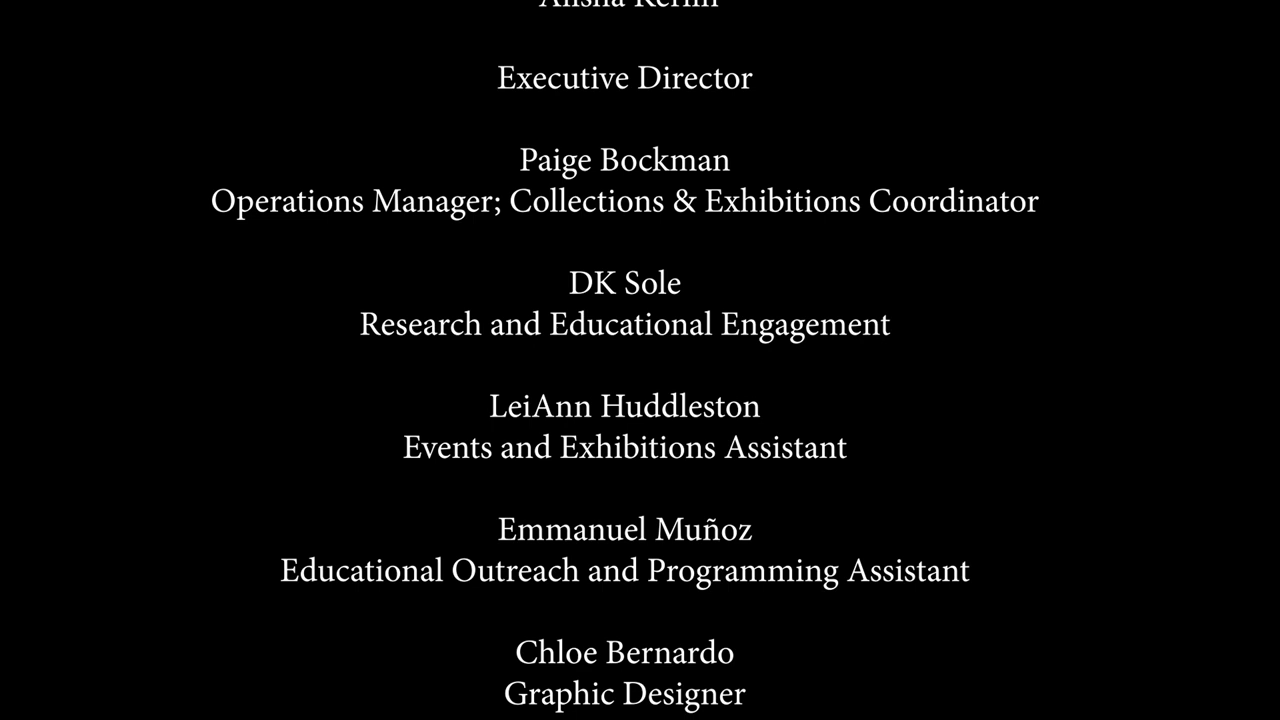 Executive Director
Paige Bockman
Operations Manager; Collections & Exhibitions Coordinator
DK Sole
Research and Educational Engagement
LeiAnn Huddleston
Events and Exhibitions Assistant
Emmanuel Muñoz
Educational Outreach and Programming Assistant
Chloe Bernardo
Graphic Designer